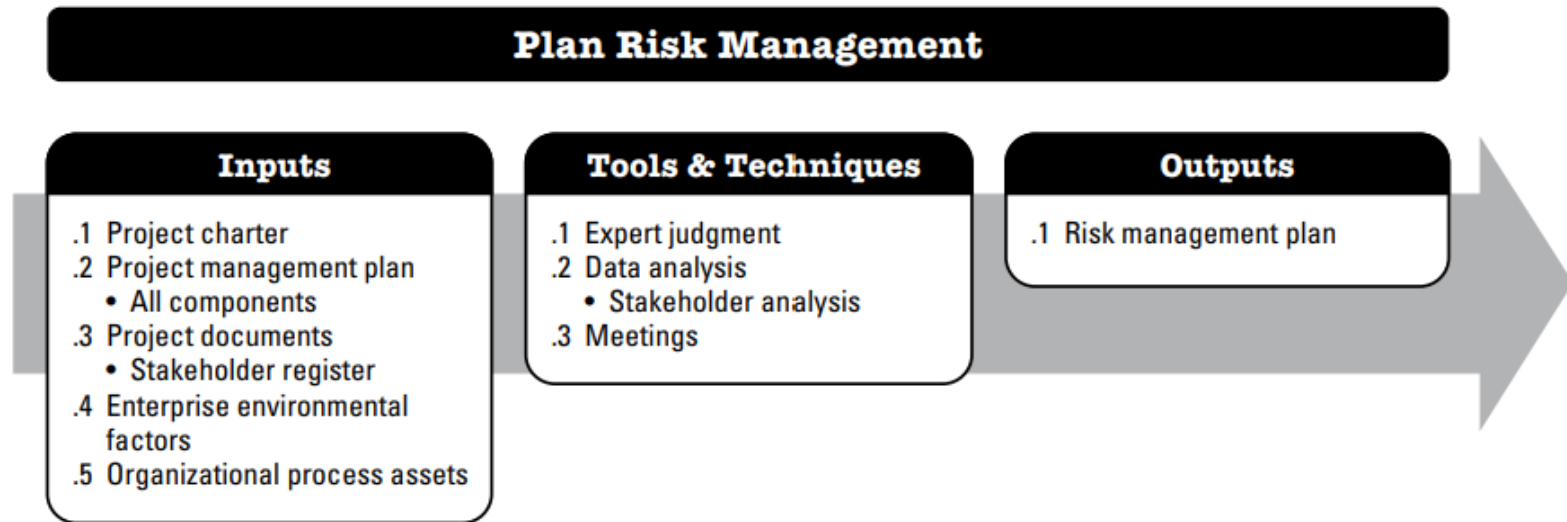 Plan Risk Management
Inputs
.1 Project charter
.2 Project management plan
• All components
.3 Project documents
• Stakeholder register
.4 Enterprise environmental
factors
.5 Organizational process assets
Tools & Techniques
.1 Expert judgment
.2 Data analysis
• Stakeholder analysis
.3 Meetings
Outputs
.1 Risk management plan